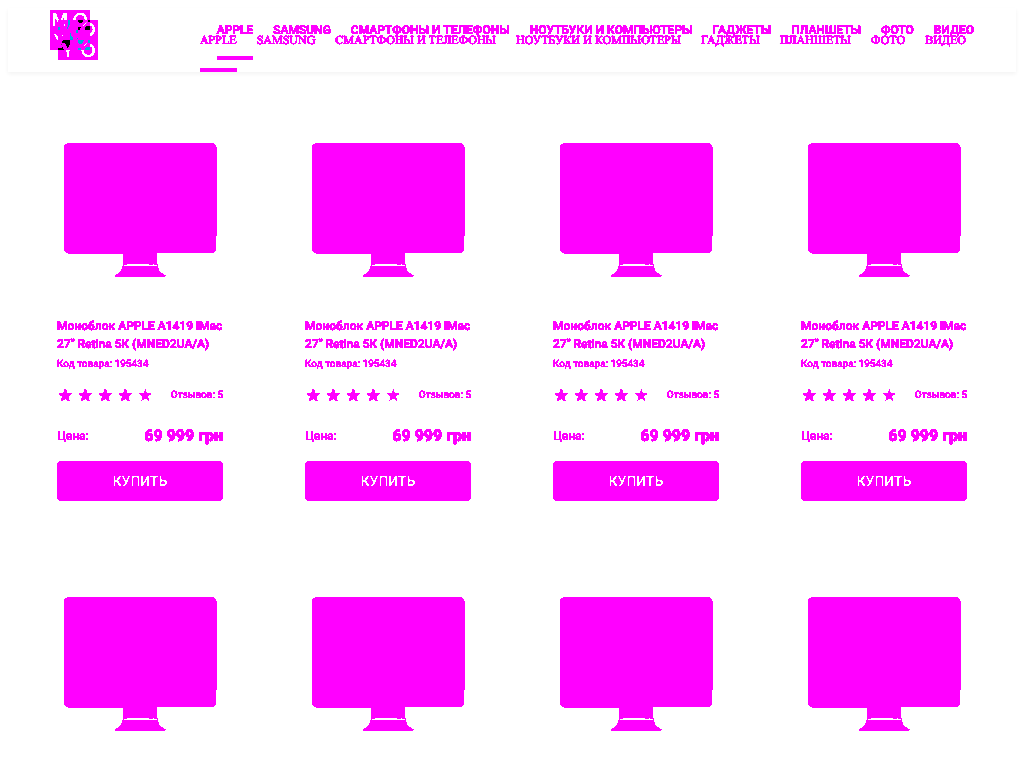 APPLE SAMSUNG СМАРТФОНЫ И ТЕЛЕФОНЫ НОУТБУКИ И КОМПЬЮТЕРЫ ГАДЖЕТЫ ПЛАНШЕТЫ ФОТО ВИДЕО
APPLE SAMSUNG СМАРТФОНЫ И ТЕЛЕФОНЫ НОУТБУКИ И КОМПЬЮТЕРЫ ГАДЖЕТЫ ПЛАНШЕТЫ ФОТО ВИДЕО
Моноблок APPLE A1419 iMac Моноблок APPLE A1419 iMac Моноблок APPLE A1419 iMac Моноблок APPLE A1419 iMac
27" Retina 5K (MNED2UA/A) 27" Retina 5K (MNED2UA/A) 27" Retina 5K (MNED2UA/A) 27" Retina 5K (MNED2UA/A)
Код товара: 195434 Код товара: 195434 Код товара: 195434 Код товара: 195434
Отзывов: 5 Отзывов: 5 Отзывов: 5 Отзывов: 5
Цена: 69 999 грн Цена: 69 999 грн Цена: 69 999 грн Цена: 69 999 грн
КУПИТЬ КУПИТЬ КУПИТЬ КУПИТЬ